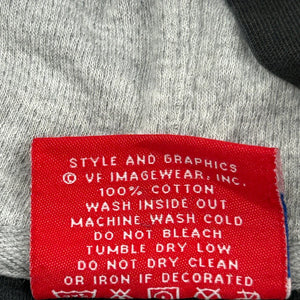 STYLE AND GRAPHICS
© VF IMAGEWEAR, INC.
100% COTTON
WASH INSIDE OUT
MACHINE WASH COLD
DO NOT BLEACH
TUMBLE DRY LOW
DO NOT DRY CLEAN
OR IRON IF DECORATED